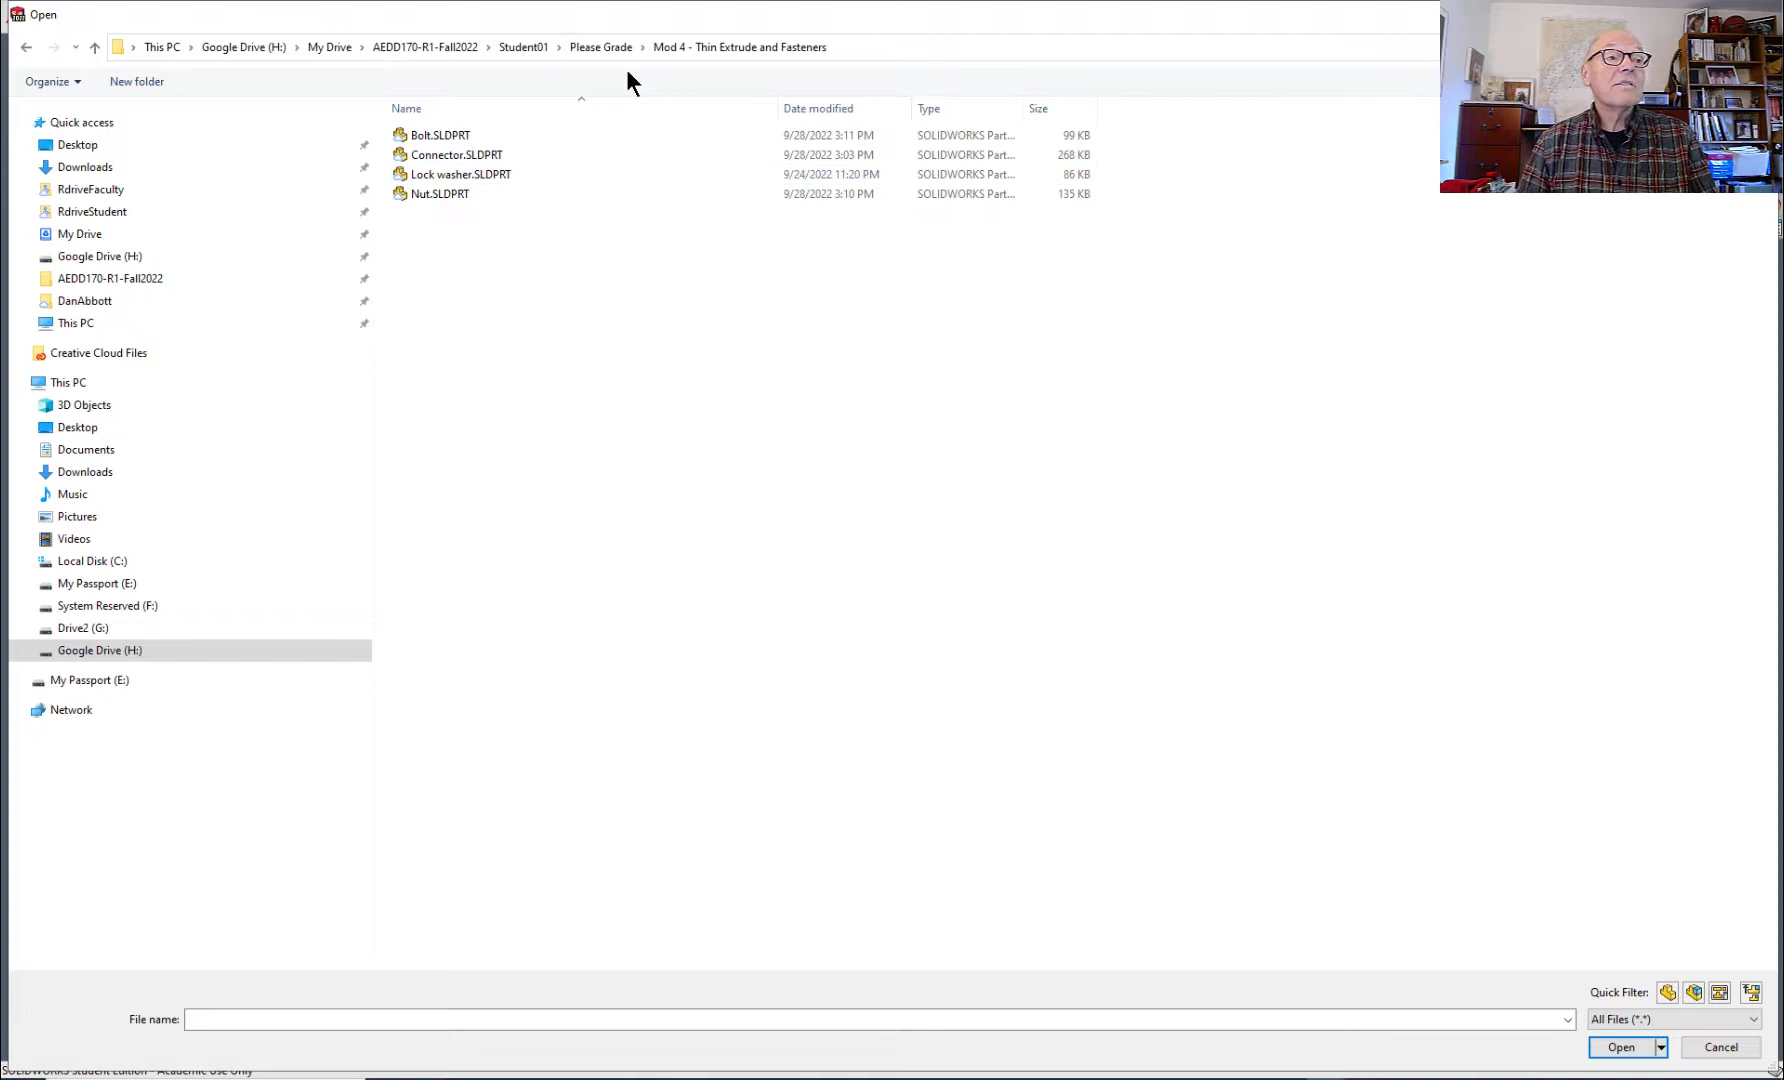 Open
This PC > Google Drive (H:) > My Drive > AEDD170-R1-Fall2022 > Student01 > Please Grade > Mod 4 - Thin Extrude and Fasteners
Organize New folder
Name Date modified Type Size
Quick access
Desktop
Downloads
RdriveFaculty
RdriveStudent
My Drive
Google Drive (H:)
AEDD170-R1-Fall2022
DanAbbott
This PC
Creative Cloud Files
This PC
3D Objects
Desktop
Documents
Downloads
Music
Pictures
Videos
Local Disk (C:)
My Passport (E:)
System Reserved (F:)
Drive2 (G:)
Google Drive (H:)
My Passport (E:)
Network
Bolt.SLDPRT 9/28/2022 3:11 PM SOLIDWORKS Part... 99 KB
Connector.SLDPRT 9/28/2022 3:03 PM SOLIDWORKS Part... 268 KB
Lock washer.SLDPRT 9/24/2022 11:20 PM SOLIDWORKS Part... 86 KB
Nut.SLDPRT 9/28/2022 3:10 PM SOLIDWORKS Part... 135 KB
Quick Filter:
File name: All Files (*.*)
Open Cancel
SOLIDWORKS Student Edition - Academic Use Only